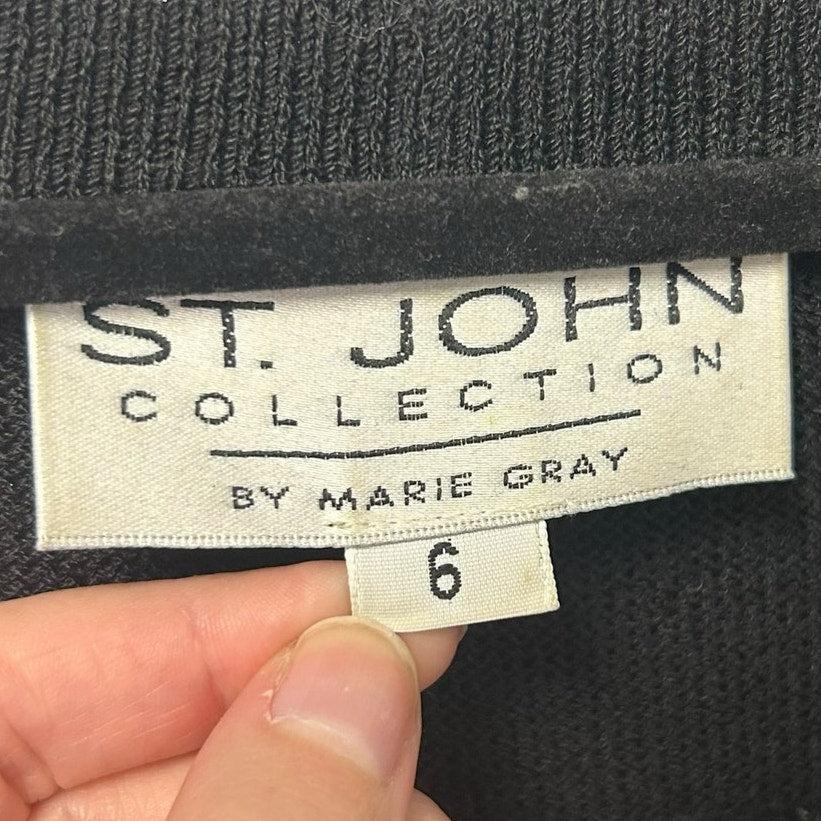 ST. JOHN
COLLECTION
BY MARIE GRAY
6